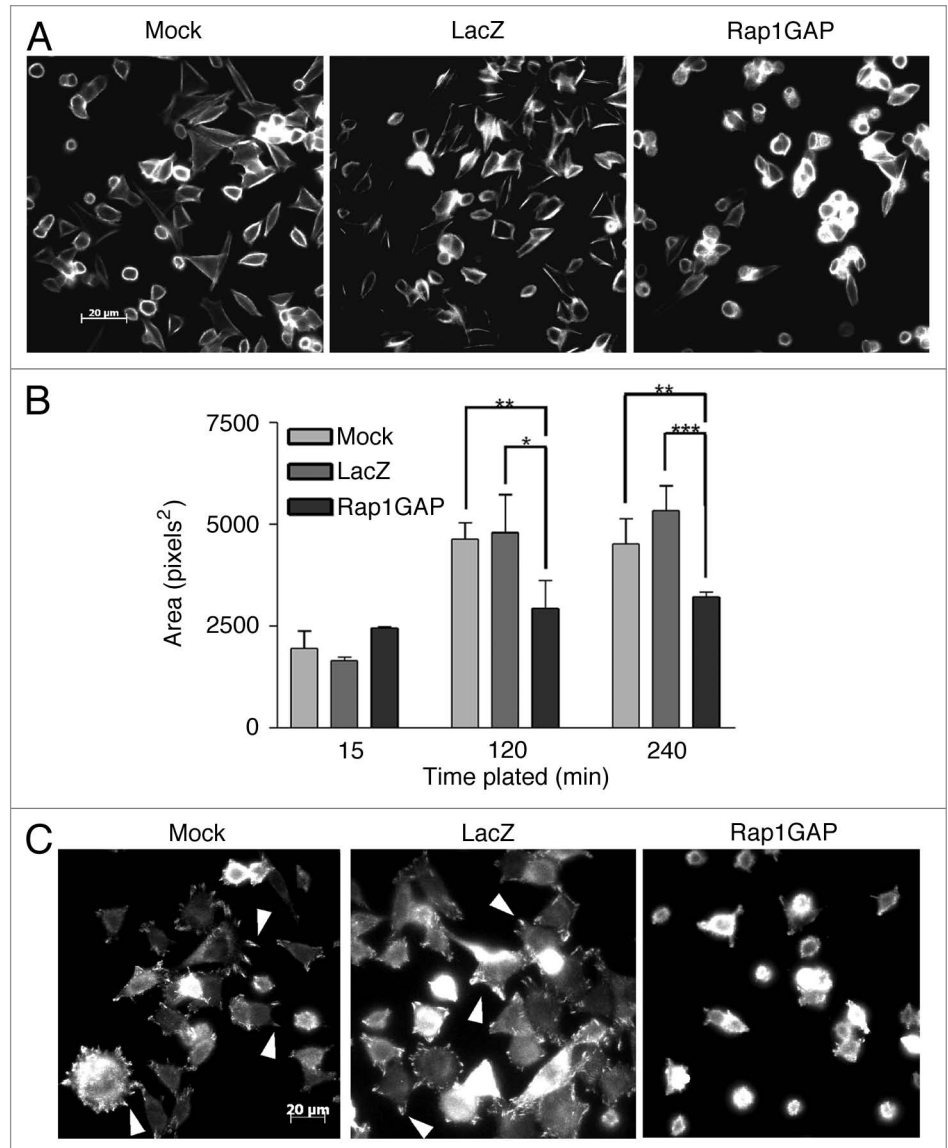 A
Mock LacZ Rap1GAP
20 µm
B
7500
5000
2500
0
Area (pixels²)
Mock
LacZ
Rap1GAP
** *
** ***
15 120 240
Time plated (min)
C
Mock LacZ Rap1GAP
20 µm